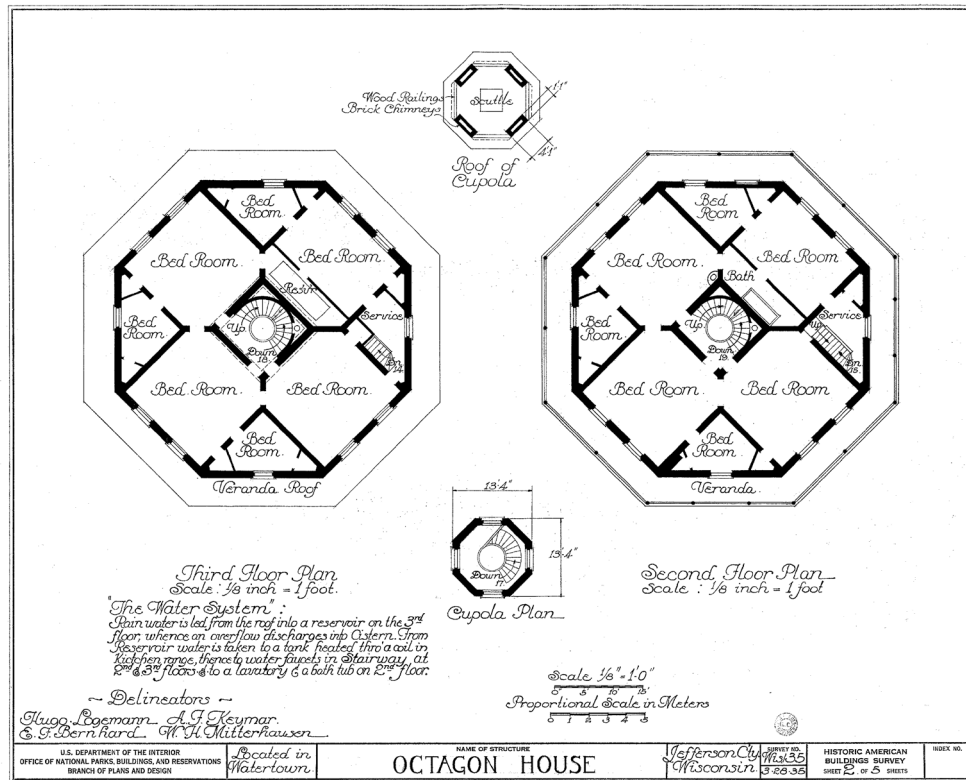 Wood Railings
Brick Chimneys
Scuttle
1'1"
4'1"
Roof of
Cupola
Bed
Room.
Bed Room.
Bed Room.
Resv'r
Bed
Room.
Up.
Down
18.
Service
Dn.
14.
Bed Room.
Bed Room.
Bed
Room.
Veranda Roof
Bed
Room.
Bed Room.
Bed Room.
Bath
Bed
Room.
Up.
Down
19.
Service
Up
Dn.
15.
Bed Room
Bed Room
Bed
Room.
Veranda.
13'-4"
13'-4"
Down
17.
Cupola Plan
Third Floor Plan
Scale : 1/8 inch = 1 foot.
"The Water System" :
Rain water is led from the roof into a reservoir on the 3rd
floor, whence an overflow discharges into Cistern. From
Reservoir water is taken to a tank heated thro' a coil in
Kictchen range, thence to water faucets in Stairway at
2nd & 3rd floors & to a lavatory & a bath tub on 2nd floor.
Second Floor Plan
Scale : 1/8 inch = 1 foot
~ Delineators ~
Hugo Logemann A. F. Keymar.
E. F. Bernhard W. H. Mitterhausen
Scale 1/8" = 1'-0"
0 5' 10' 15'
Proportional Scale in Meters
0 1 2 3 4 5
U.S. DEPARTMENT OF THE INTERIOR
OFFICE OF NATIONAL PARKS, BUILDINGS, AND RESERVATIONS
BRANCH OF PLANS AND DESIGN
Located in
Watertown
NAME OF STRUCTURE
OCTAGON HOUSE
Jefferson Cty
Wisconsin
SURVEY NO.
Wis135
3-28-35
HISTORIC AMERICAN
BUILDINGS SURVEY
SHEET 2 OF 5 SHEETS
INDEX NO.